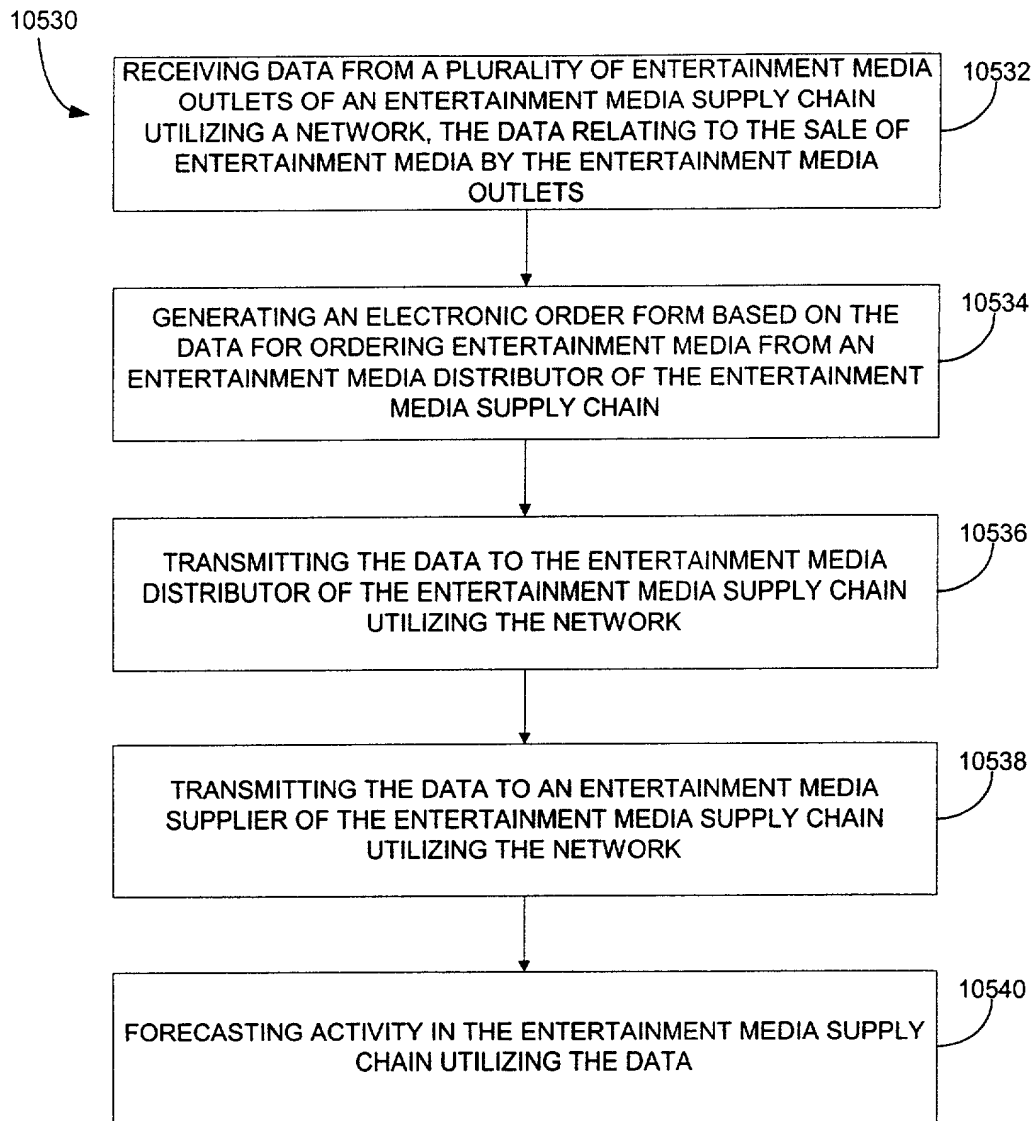 10530
RECEIVING DATA FROM A PLURALITY OF ENTERTAINMENT MEDIA
OUTLETS OF AN ENTERTAINMENT MEDIA SUPPLY CHAIN
UTILIZING A NETWORK, THE DATA RELATING TO THE SALE OF
ENTERTAINMENT MEDIA BY THE ENTERTAINMENT MEDIA
OUTLETS
10532
GENERATING AN ELECTRONIC ORDER FORM BASED ON THE
DATA FOR ORDERING ENTERTAINMENT MEDIA FROM AN
ENTERTAINMENT MEDIA DISTRIBUTOR OF THE ENTERTAINMENT
MEDIA SUPPLY CHAIN
10534
TRANSMITTING THE DATA TO THE ENTERTAINMENT MEDIA
DISTRIBUTOR OF THE ENTERTAINMENT MEDIA SUPPLY CHAIN
UTILIZING THE NETWORK
10536
TRANSMITTING THE DATA TO AN ENTERTAINMENT MEDIA
SUPPLIER OF THE ENTERTAINMENT MEDIA SUPPLY CHAIN
UTILIZING THE NETWORK
10538
FORECASTING ACTIVITY IN THE ENTERTAINMENT MEDIA SUPPLY
CHAIN UTILIZING THE DATA
10540